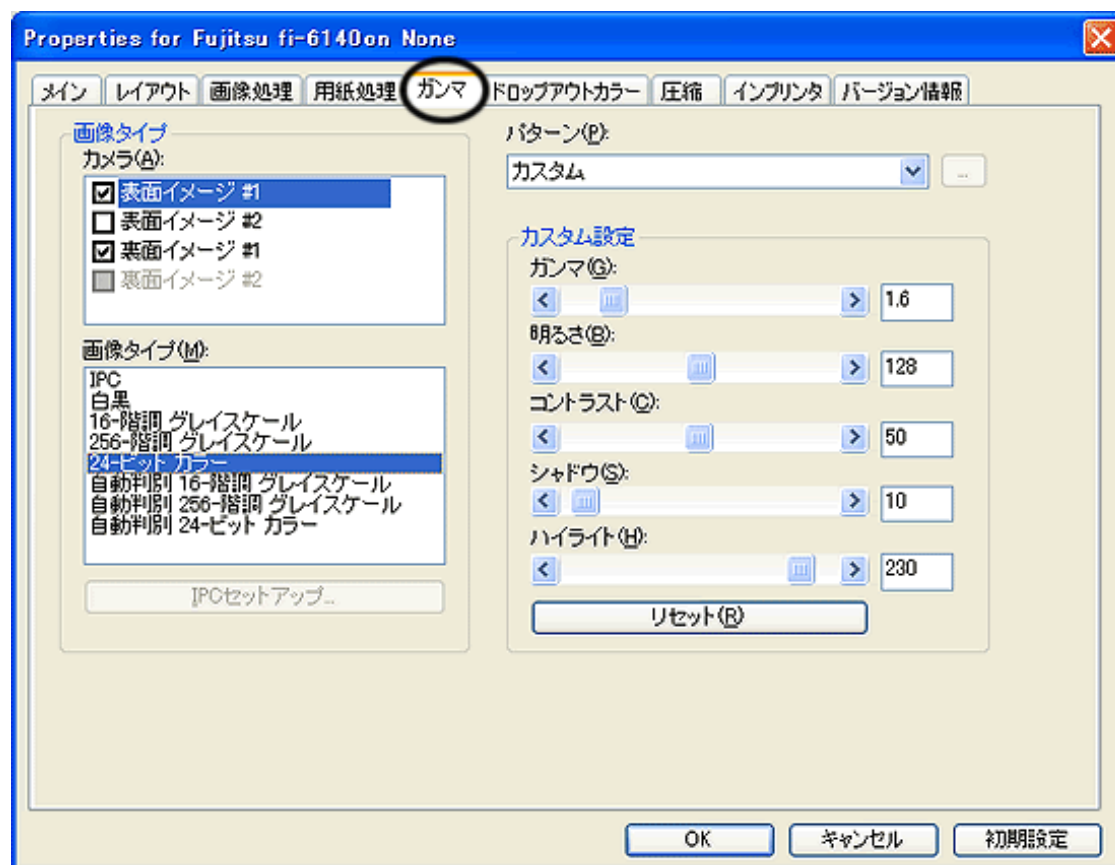 Properties for Fujitsu fi-6140on None
メイン レイアウト 画像処理 用紙処理 ガンマ ドロップアウトカラー 圧縮 インプリンタ バージョン情報
画像タイプ
カメラ(A):
表面イメージ #1
表面イメージ #2
裏面イメージ #1
裏面イメージ #2
画像タイプ(M):
IPC
白黒
16-階調 グレイスケール
256-階調 グレイスケール
24-ビット カラー
自動判別 16-階調 グレイスケール
自動判別 256-階調 グレイスケール
自動判別 24-ビット カラー
IPCセットアップ...
パターン(P):
カスタム
...
カスタム設定
ガンマ(G):
1.6
明るさ(B):
128
コントラスト(C):
50
シャドウ(S):
10
ハイライト(H):
230
リセット(R)
OK キャンセル 初期設定